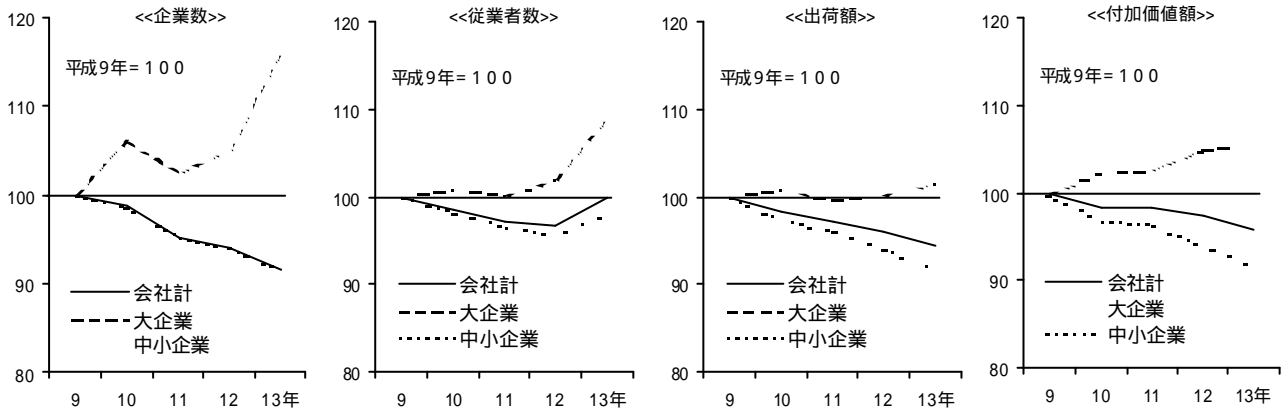 <<企業数>>
平成9年=100
120
110
100
90
80
会社計
大企業
中小企業
9 10 11 12 13年
<<従業者数>>
平成9年=100
120
110
100
90
80
会社計
大企業
中小企業
9 10 11 12 13年
<<出荷額>>
平成9年=100
120
110
100
90
80
会社計
大企業
中小企業
9 10 11 12 13年
<<付加価値額>>
平成9年=100
120
110
100
90
80
会社計
大企業
中小企業
9 10 11 12 13年